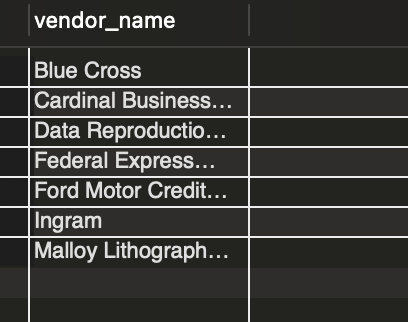 vendor_name
Blue Cross
Cardinal Business...
Data Reproductio...
Federal Express...
Ford Motor Credit...
Ingram
Malloy Lithograph...